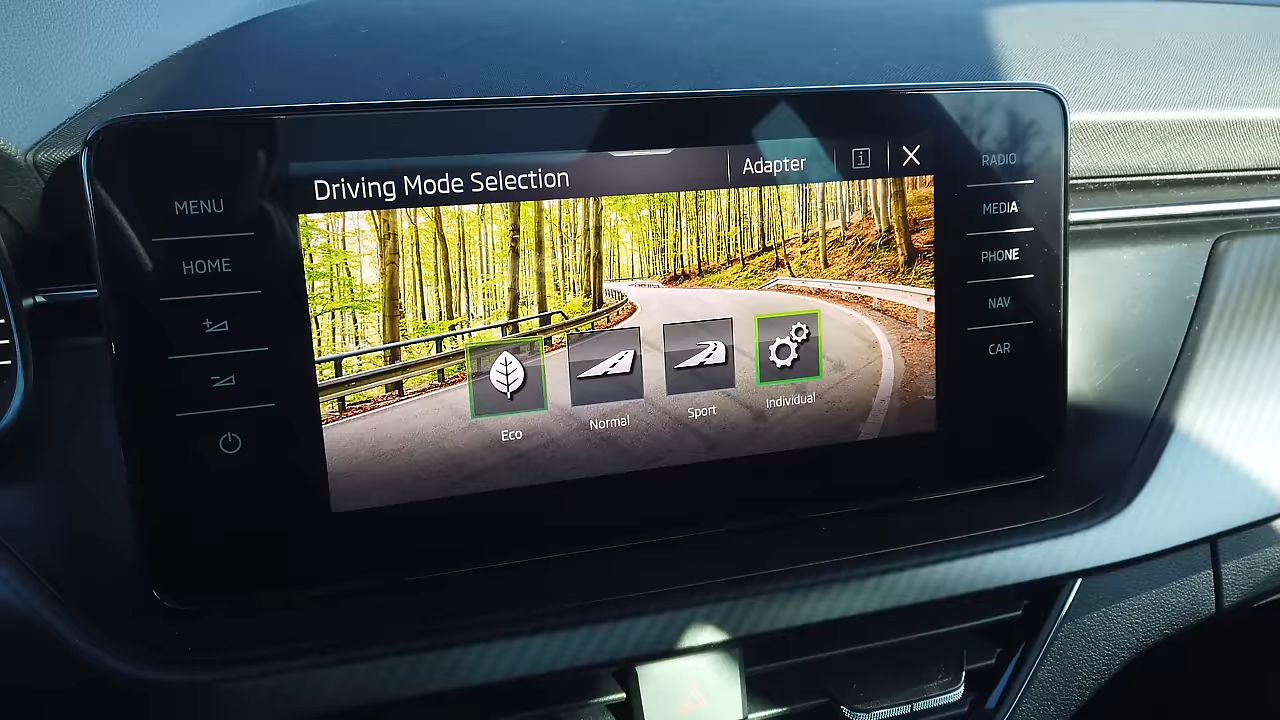 Driving Mode Selection
Adapter
i
MENU
HOME
Eco
Normal
Sport
Individual
RADIO
MEDIA
PHONE
NAV
CAR